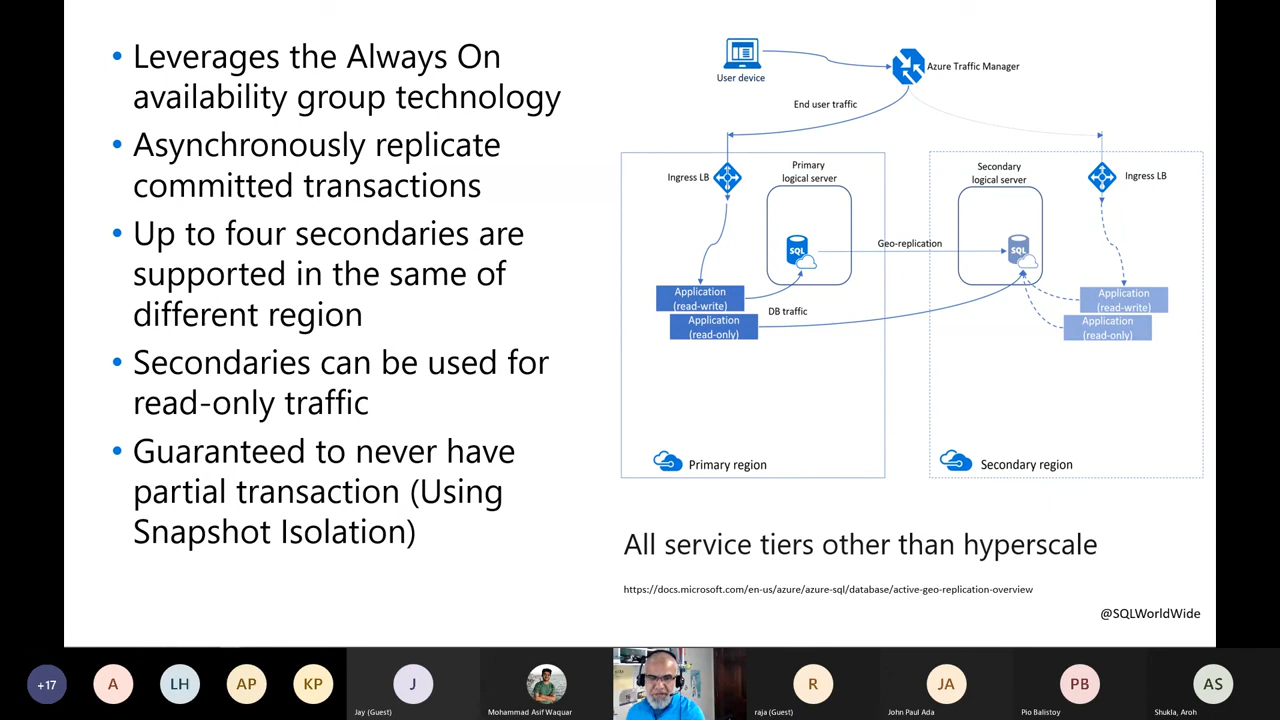 • Leverages the Always On
availability group technology
• Asynchronously replicate
committed transactions
• Up to four secondaries are
supported in the same of
different region
• Secondaries can be used for
read-only traffic
• Guaranteed to never have
partial transaction (Using
Snapshot Isolation)
User device
Azure Traffic Manager
End user traffic
Ingress LB
Primary
logical server
Secondary
logical server
Ingress LB
SQL
Geo-replication
SQL
Application
(read-write)
Application
(read-only)
DB traffic
Application
(read-write)
Application
(read-only)
Primary region
Secondary region
All service tiers other than hyperscale
https://docs.microsoft.com/en-us/azure/azure-sql/database/active-geo-replication-overview
@SQLWorldWide
+17
A
LH
AP
KP
J
Jay (Guest)
Mohammad Asif Waquar
R
raja (Guest)
JA
John Paul Ada
PB
Pio Balistoy
AS
Shukla, Aroh